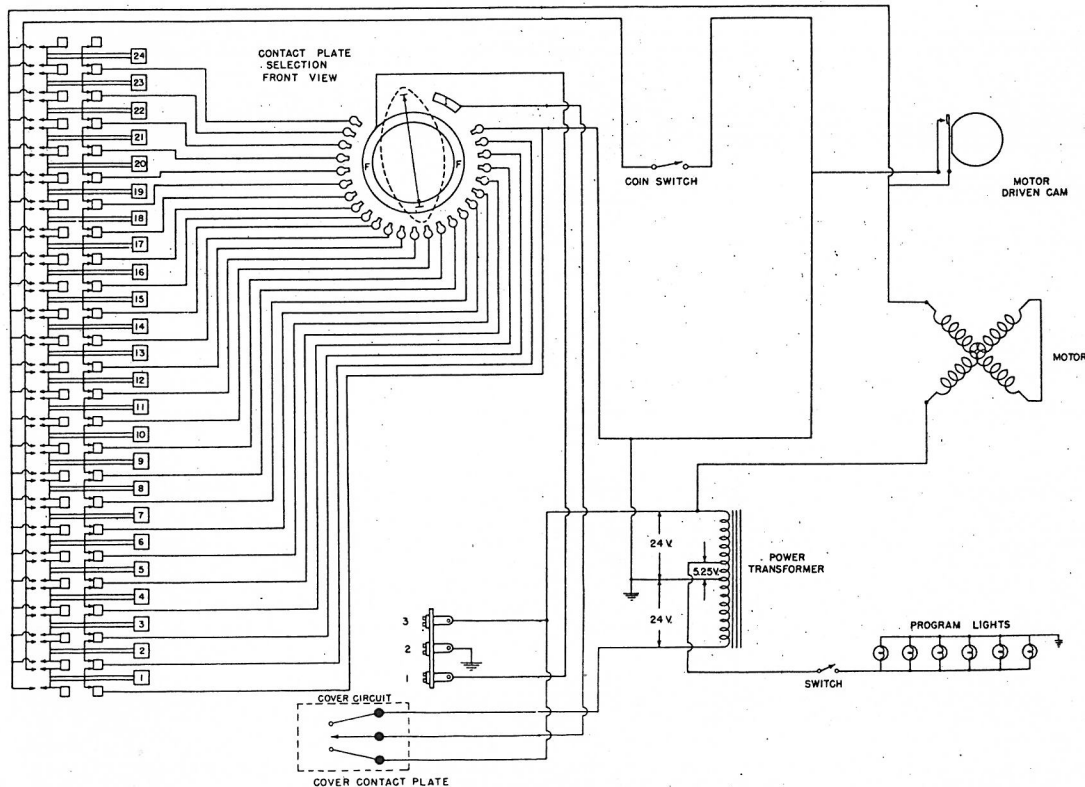 CONTACT PLATE
SELECTION
FRONT VIEW
24
23
22
21
20
19
18
17
16
15
14
13
12
11
10
9
8
7
6
5
4
3
2
1
F
F
COIN SWITCH
MOTOR
DRIVEN CAM
MOTOR
24 V.
5.25V.
24 V.
POWER
TRANSFORMER
3
2
1
PROGRAM LIGHTS
SWITCH
COVER CIRCUIT
COVER CONTACT PLATE